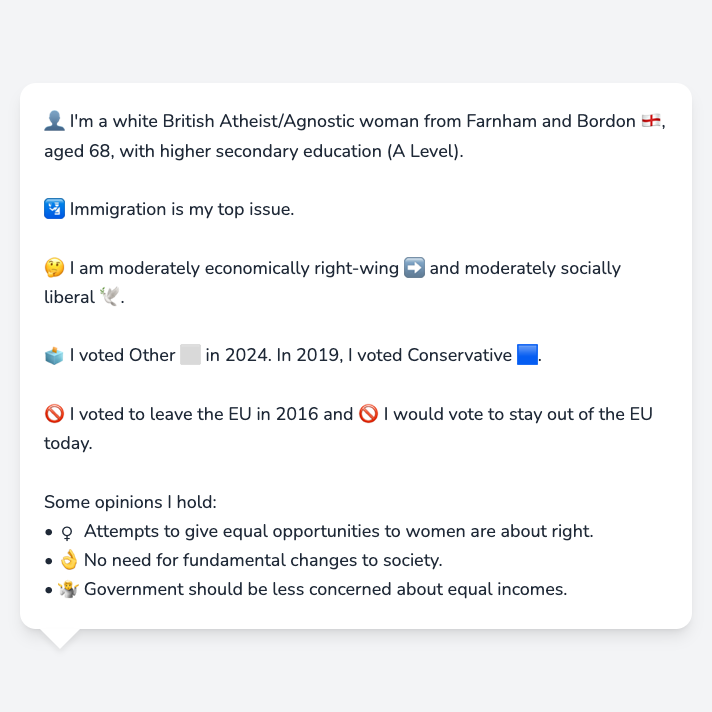 👤 I'm a white British Atheist/Agnostic woman from Farnham and Bordon 🏴󠁧󠁢󠁥󠁮󠁧󠁿,
aged 68, with higher secondary education (A Level).
🛂 Immigration is my top issue.
🤔 I am moderately economically right-wing ➡️ and moderately socially
liberal 🕊️.
🗳️ I voted Other ⬜ in 2024. In 2019, I voted Conservative 🟦.
🚫 I voted to leave the EU in 2016 and 🚫 I would vote to stay out of the EU
today.
Some opinions I hold:
• ♀️ Attempts to give equal opportunities to women are about right.
• 👌 No need for fundamental changes to society.
• 🤷 Government should be less concerned about equal incomes.